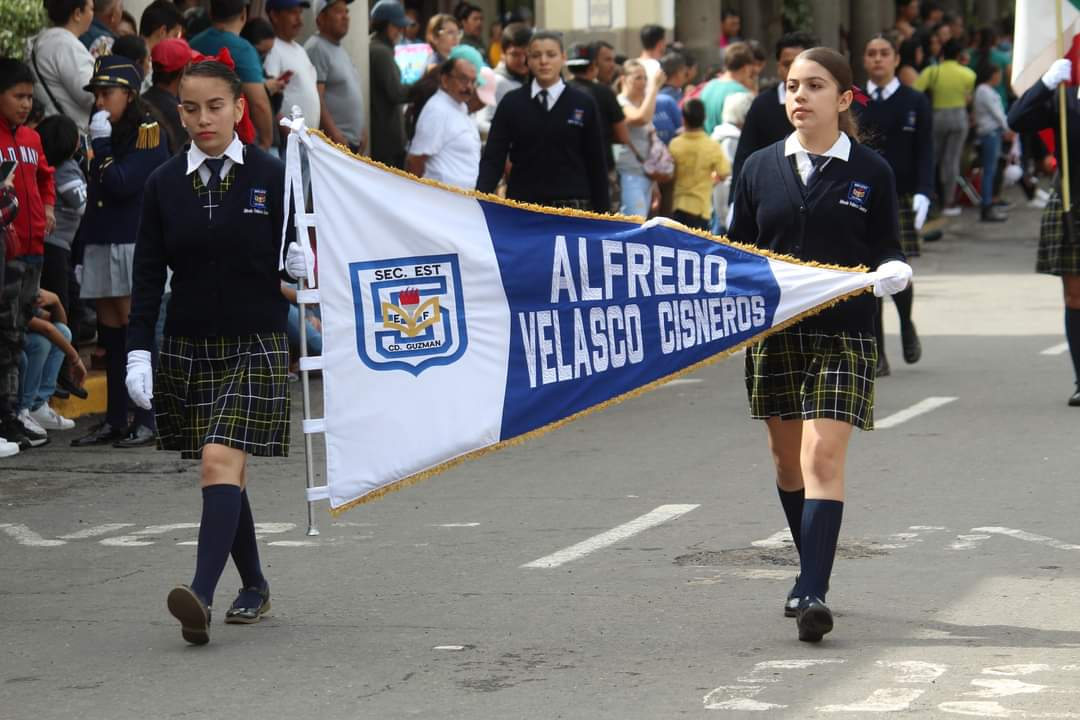 SEC. EST
E F
CD. GUZMAN
ALFREDO
VELASCO CISNEROS